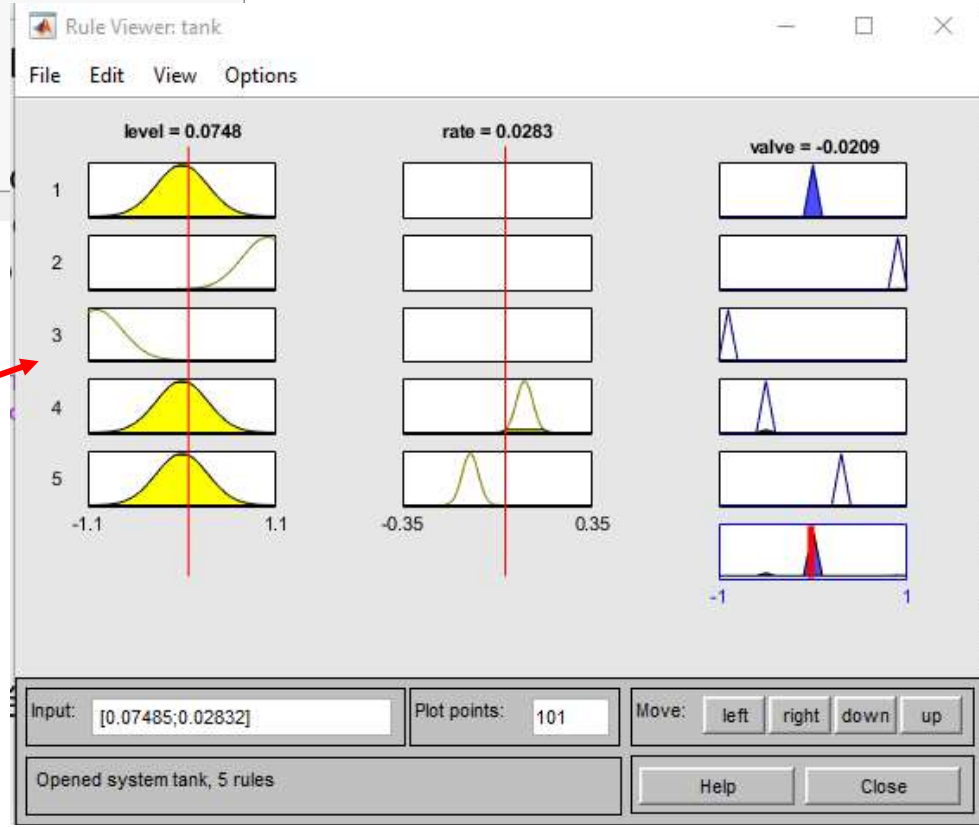 Rule Viewer: tank
File Edit View Options
level = 0.0748 rate = 0.0283 valve = -0.0209
1
2
3
4
5
-1.1 1.1 -0.35 0.35
-1 1
Input: [0.07485;0.02832] Plot points: 101 Move: left right down up
Opened system tank, 5 rules Help Close